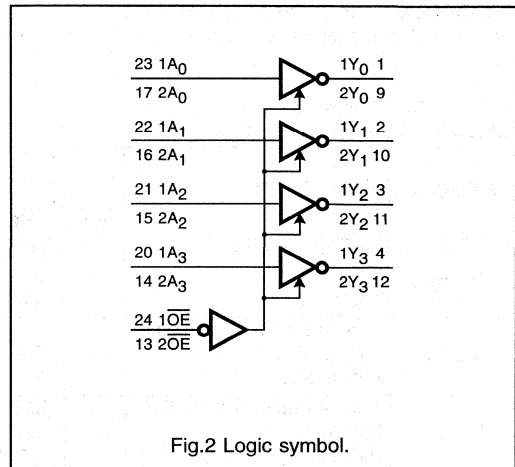 23 1A0 1Y0 1
17 2A0 2Y0 9
22 1A1 1Y1 2
16 2A1 2Y1 10
21 1A2 1Y2 3
15 2A2 2Y2 11
20 1A3 1Y3 4
14 2A3 2Y3 12
24 1O̅E̅
13 2O̅E̅
Fig.2 Logic symbol.